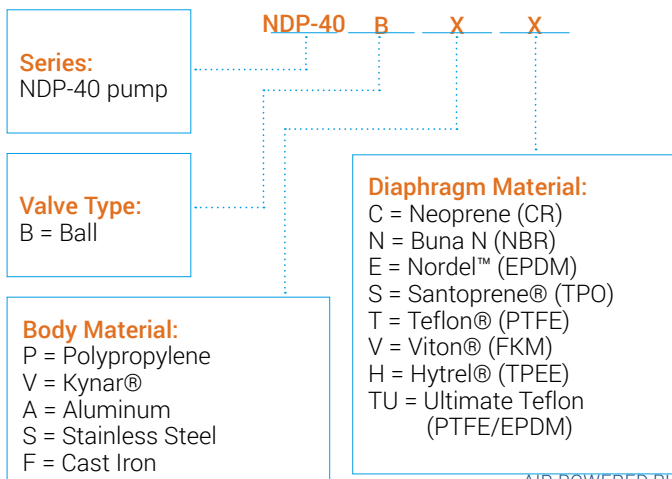 NDP-40 B X X
Series:
NDP-40 pump
Valve Type:
B = Ball
Body Material:
P = Polypropylene
V = Kynar®
A = Aluminum
S = Stainless Steel
F = Cast Iron
Diaphragm Material:
C = Neoprene (CR)
N = Buna N (NBR)
E = Nordel™ (EPDM)
S = Santoprene® (TPO)
T = Teflon® (PTFE)
V = Viton® (FKM)
H = Hytrel® (TPEE)
TU = Ultimate Teflon
(PTFE/EPDM)
AIR POWERED